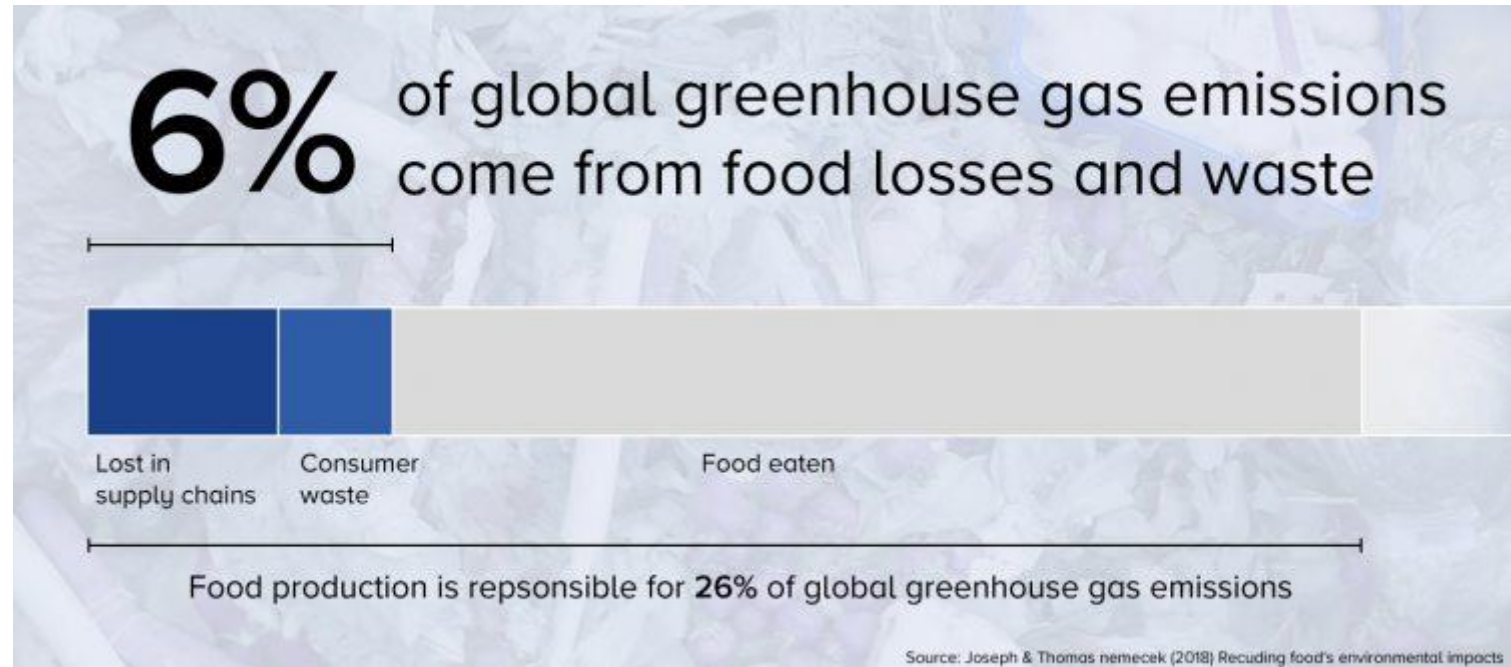 6% of global greenhouse gas emissions
come from food losses and waste
Lost in
supply chains
Consumer
waste
Food eaten
Food production is repsonsible for 26% of global greenhouse gas emissions
Source: Joseph & Thomas nemecek (2018) Recuding food's environmental impacts